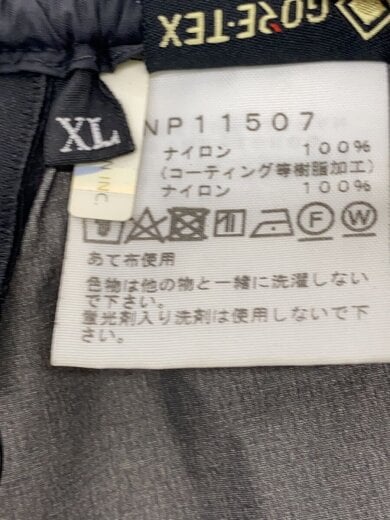 GORE-TEX
XL
NP11507
ナイロン 100%
(コーティング等樹脂加工)
ナイロン 100%
F W
あて布使用
色物は他の物と一緒に洗濯しない
で下さい。
蛍光剤入り洗剤は使用しないで下
さい。
N INC